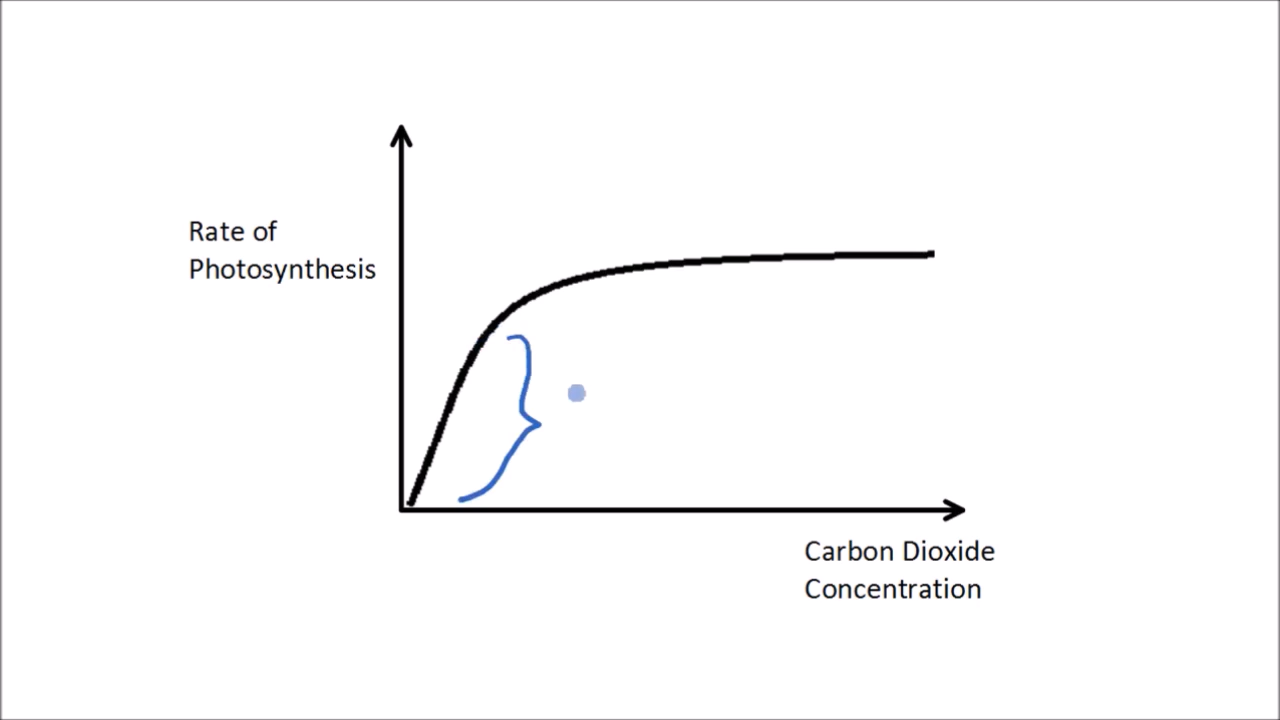 Rate of
Photosynthesis
Carbon Dioxide
Concentration